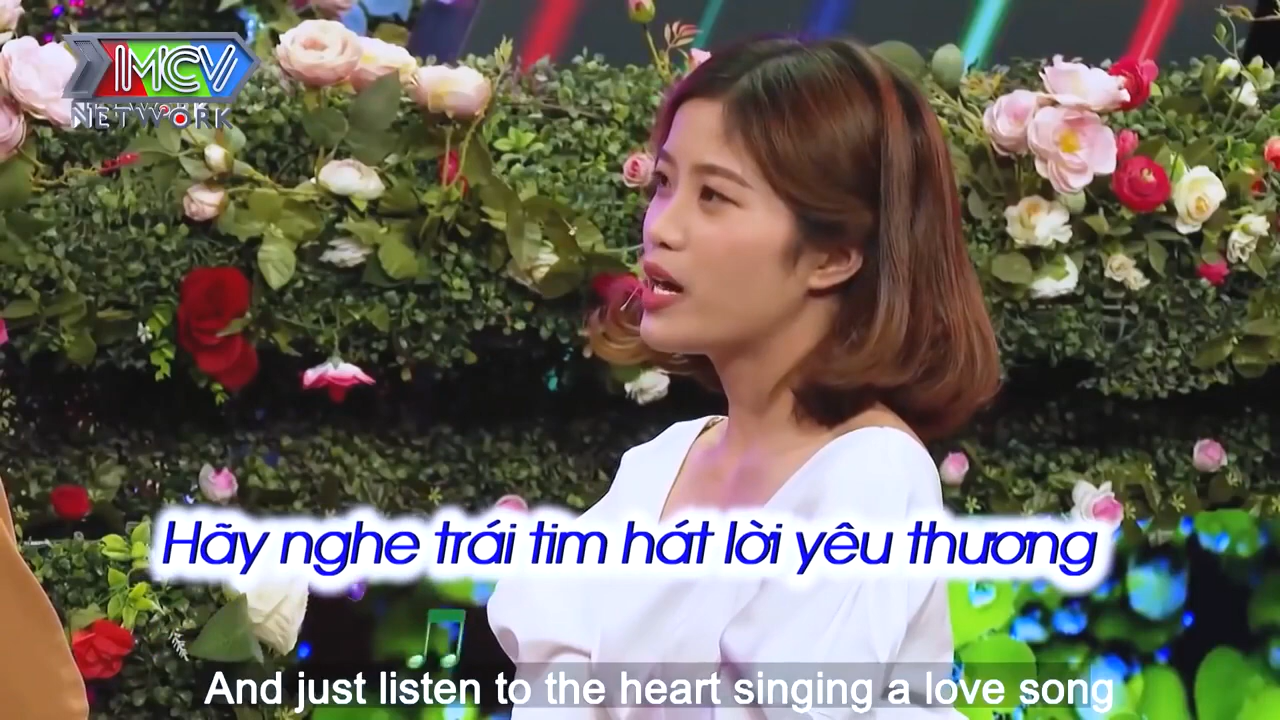 MCV
NETWORK
Hãy nghe trái tim hát lời yêu thương
And just listen to the heart singing a love song